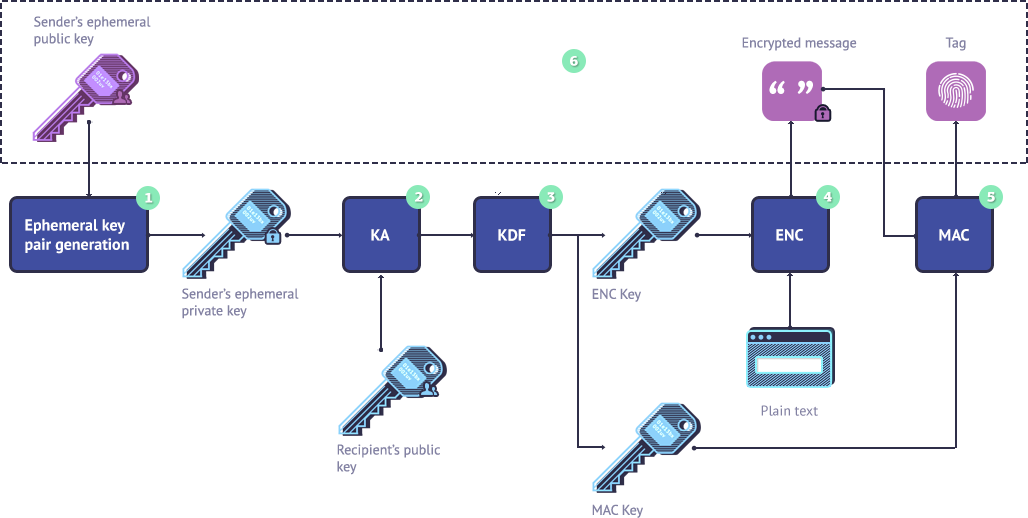 Sender's ephemeral
public key
6
Encrypted message
Tag
“ ”
1
2
3
4
5
Ephemeral key
pair generation
KA
KDF
ENC
MAC
Sender's ephemeral
private key
ENC Key
Plain text
Recipient's public
key
MAC Key